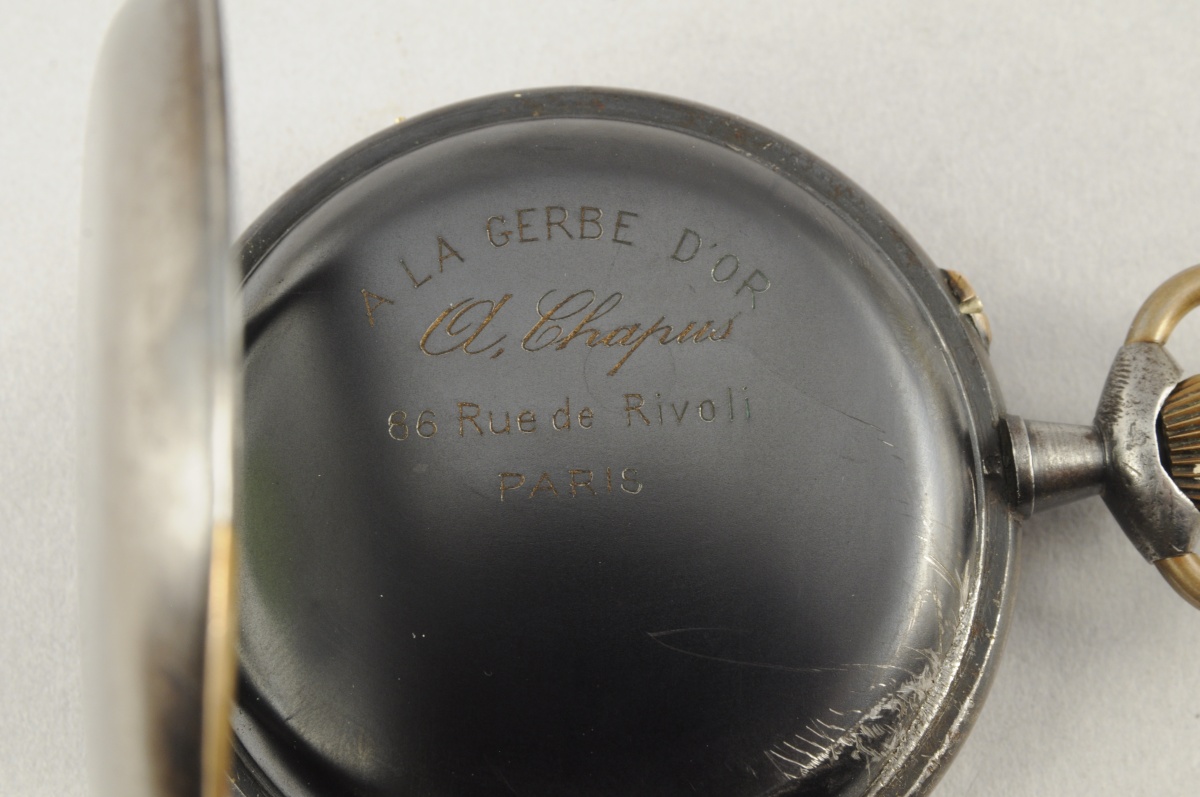 A LA GERBE D'OR
A. Chapus
86 Rue de Rivoli
PARIS